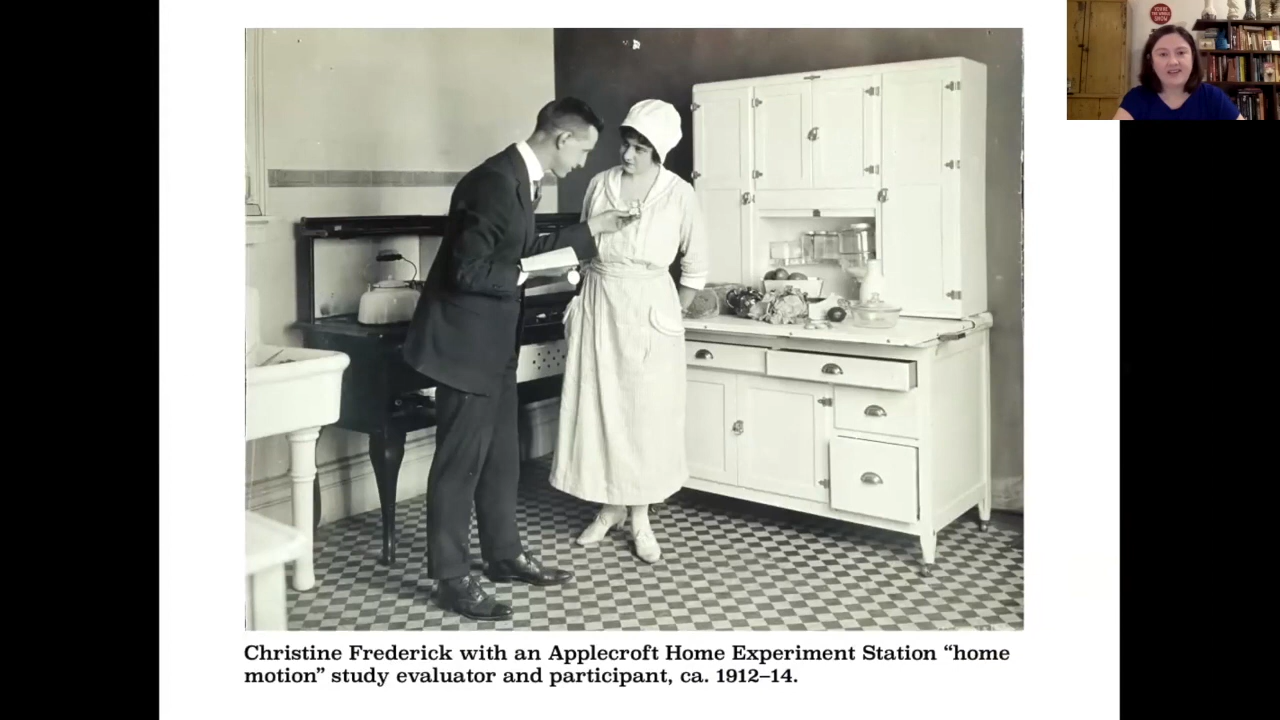 Christine Frederick with an Applecroft Home Experiment Station “home
motion” study evaluator and participant, ca. 1912–14.